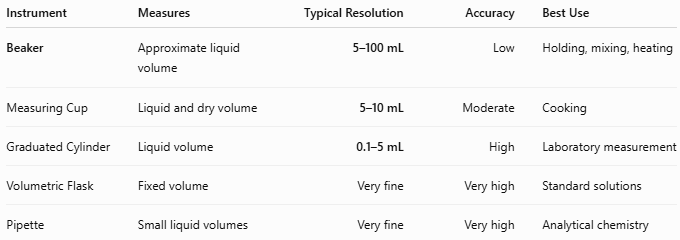 Instrument Measures Typical Resolution Accuracy Best Use
Beaker Approximate liquid volume 5–100 mL Low Holding, mixing, heating
Measuring Cup Liquid and dry volume 5–10 mL Moderate Cooking
Graduated Cylinder Liquid volume 0.1–5 mL High Laboratory measurement
Volumetric Flask Fixed volume Very fine Very high Standard solutions
Pipette Small liquid volumes Very fine Very high Analytical chemistry